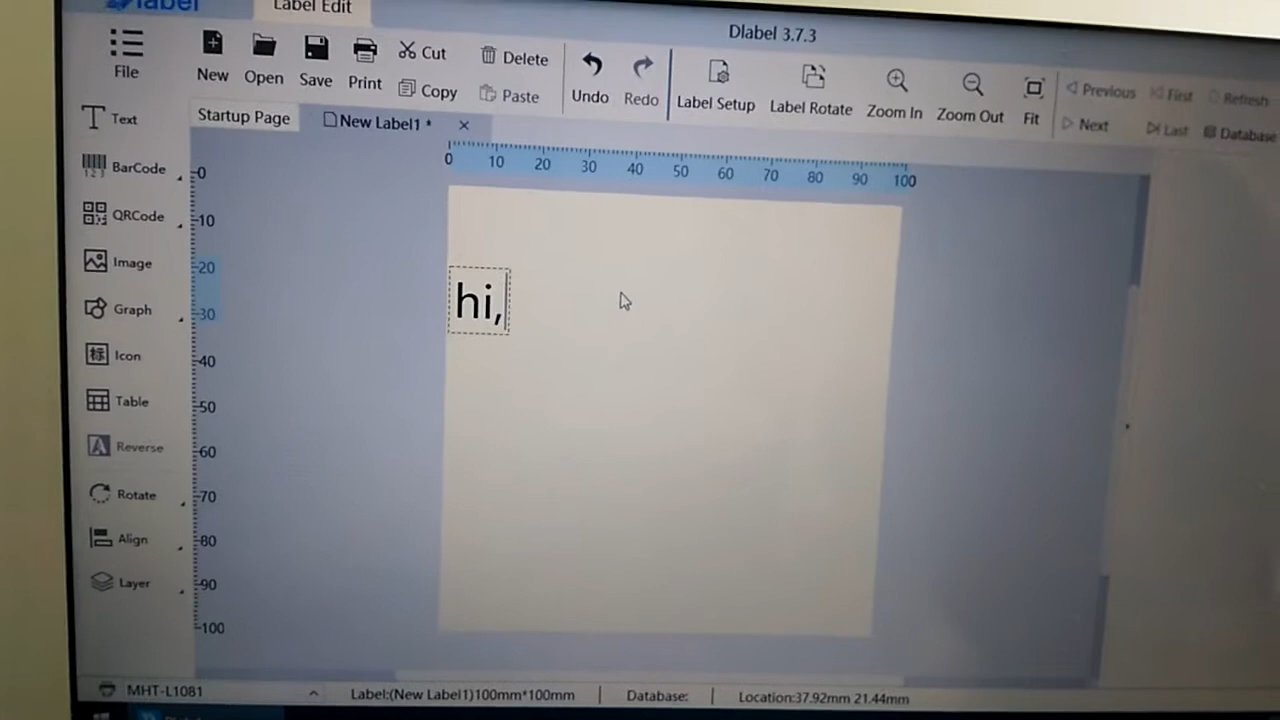 Dlabel
Label Edit
Dlabel 3.7.3
File
New
Open
Save
Print
Cut
Copy
Delete
Paste
Undo
Redo
Label Setup
Label Rotate
Zoom In
Zoom Out
Fit
Previous
First
Refresh
Next
Last
Database
Startup Page
New Label1 *
0 10 20 30 40 50 60 70 80 90 100
Text
BarCode
QRCode
Image
Graph
标
Icon
Table
A
Reverse
Rotate
Align
Layer
0
10
20
30
40
50
60
70
80
90
100
hi,
MHT-L1081
Label:(New Label1)100mm*100mm
Database:
Location:37.92mm 21.44mm